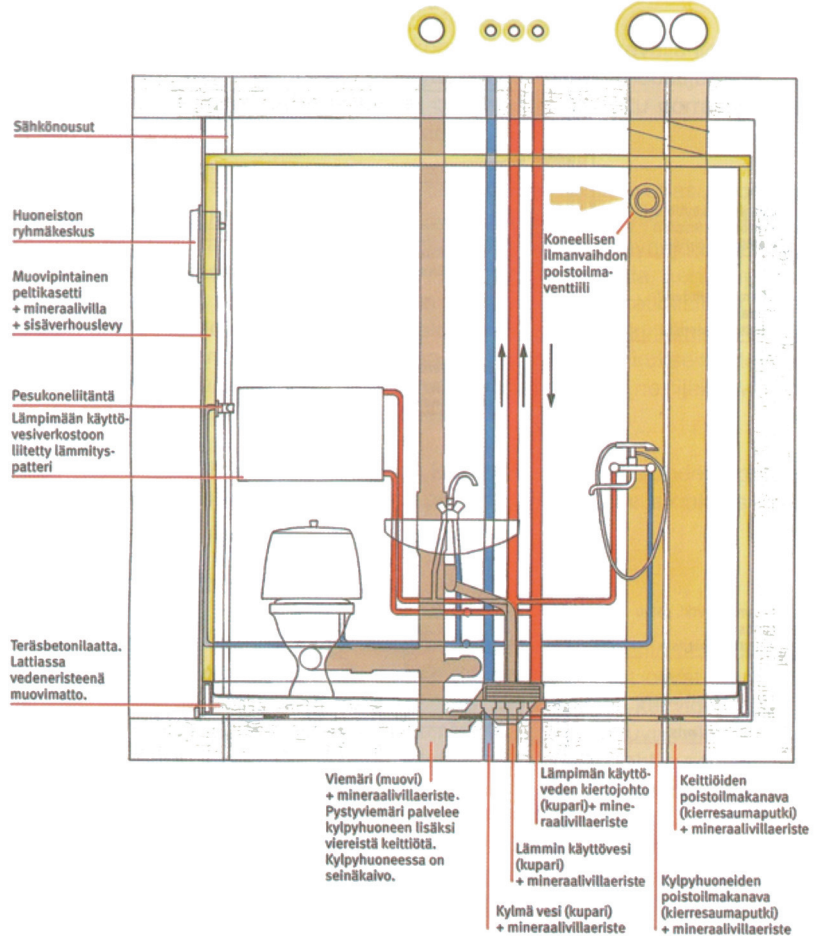 Sähkönousut
Huoneiston
ryhmäkeskus
Muovipintainen
peltikasetti
+ mineraalivilla
+ sisäverhouslevy
Pesukoneliitäntä
Lämpimään käyttö-
vesiverkostoon
liitetty lämmitys-
patteri
Teräsbetonilaatta.
Lattiassa
vedeneristeenä
muovimatto.
Koneellisen
ilmanvaihdon
poistoilma-
venttiili
Viemäri (muovi)
+ mineraalivillaeriste.
Pystyviemäri palvelee
kylpyhuoneen lisäksi
viereistä keittiötä.
Kylpyhuoneessa on
seinäkaivo.
Kylmä vesi (kupari)
+ mineraalivillaeriste
Lämmin käyttövesi
(kupari)
+ mineraalivillaeriste
Lämpimän käyttö-
veden kiertojohto
(kupari)+ mine-
raalivillaeriste
Kylpyhuoneiden
poistoilmakanava
(kierresaumaputki)
+ mineraalivillaeriste
Keittiöiden
poistoilmakanava
(kierresaumaputki)
+ mineraalivillaeriste